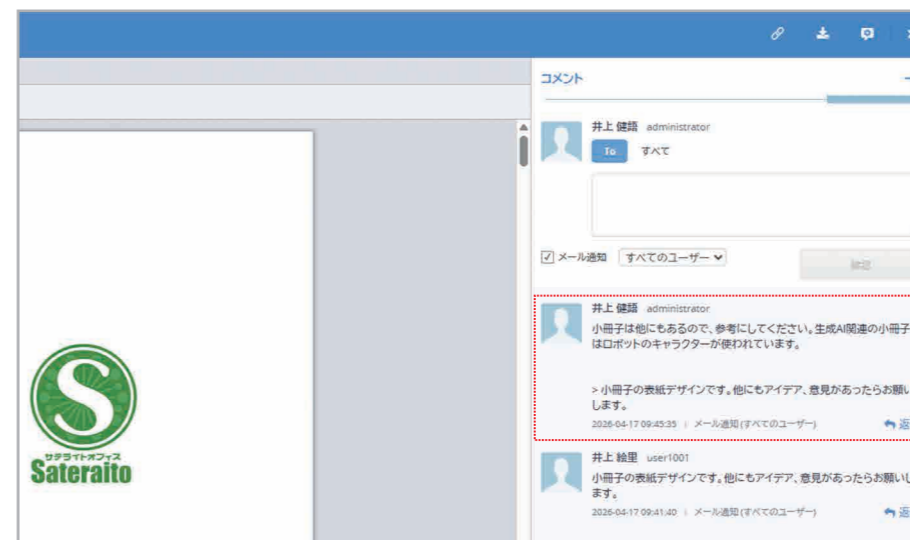 コメント
井上 健語 administrator
To すべて
メール通知 すべてのユーザー
確認
井上 健語 administrator
小冊子は他にもあるので、参考にしてください。生成AI関連の小冊子
はロボットのキャラクターが使われています。
> 小冊子の表紙デザインです。他にもアイデア、意見があったらお願い
します。
2026-04-17 09:45:35 | メール通知(すべてのユーザー) 返
井上 絵里 user1001
小冊子の表紙デザインです。他にもアイデア、意見があったらお願いし
ます。
2026-04-17 09:41:40 | メール通知(すべてのユーザー) 返
S
サテライトオフィス
Sateraito